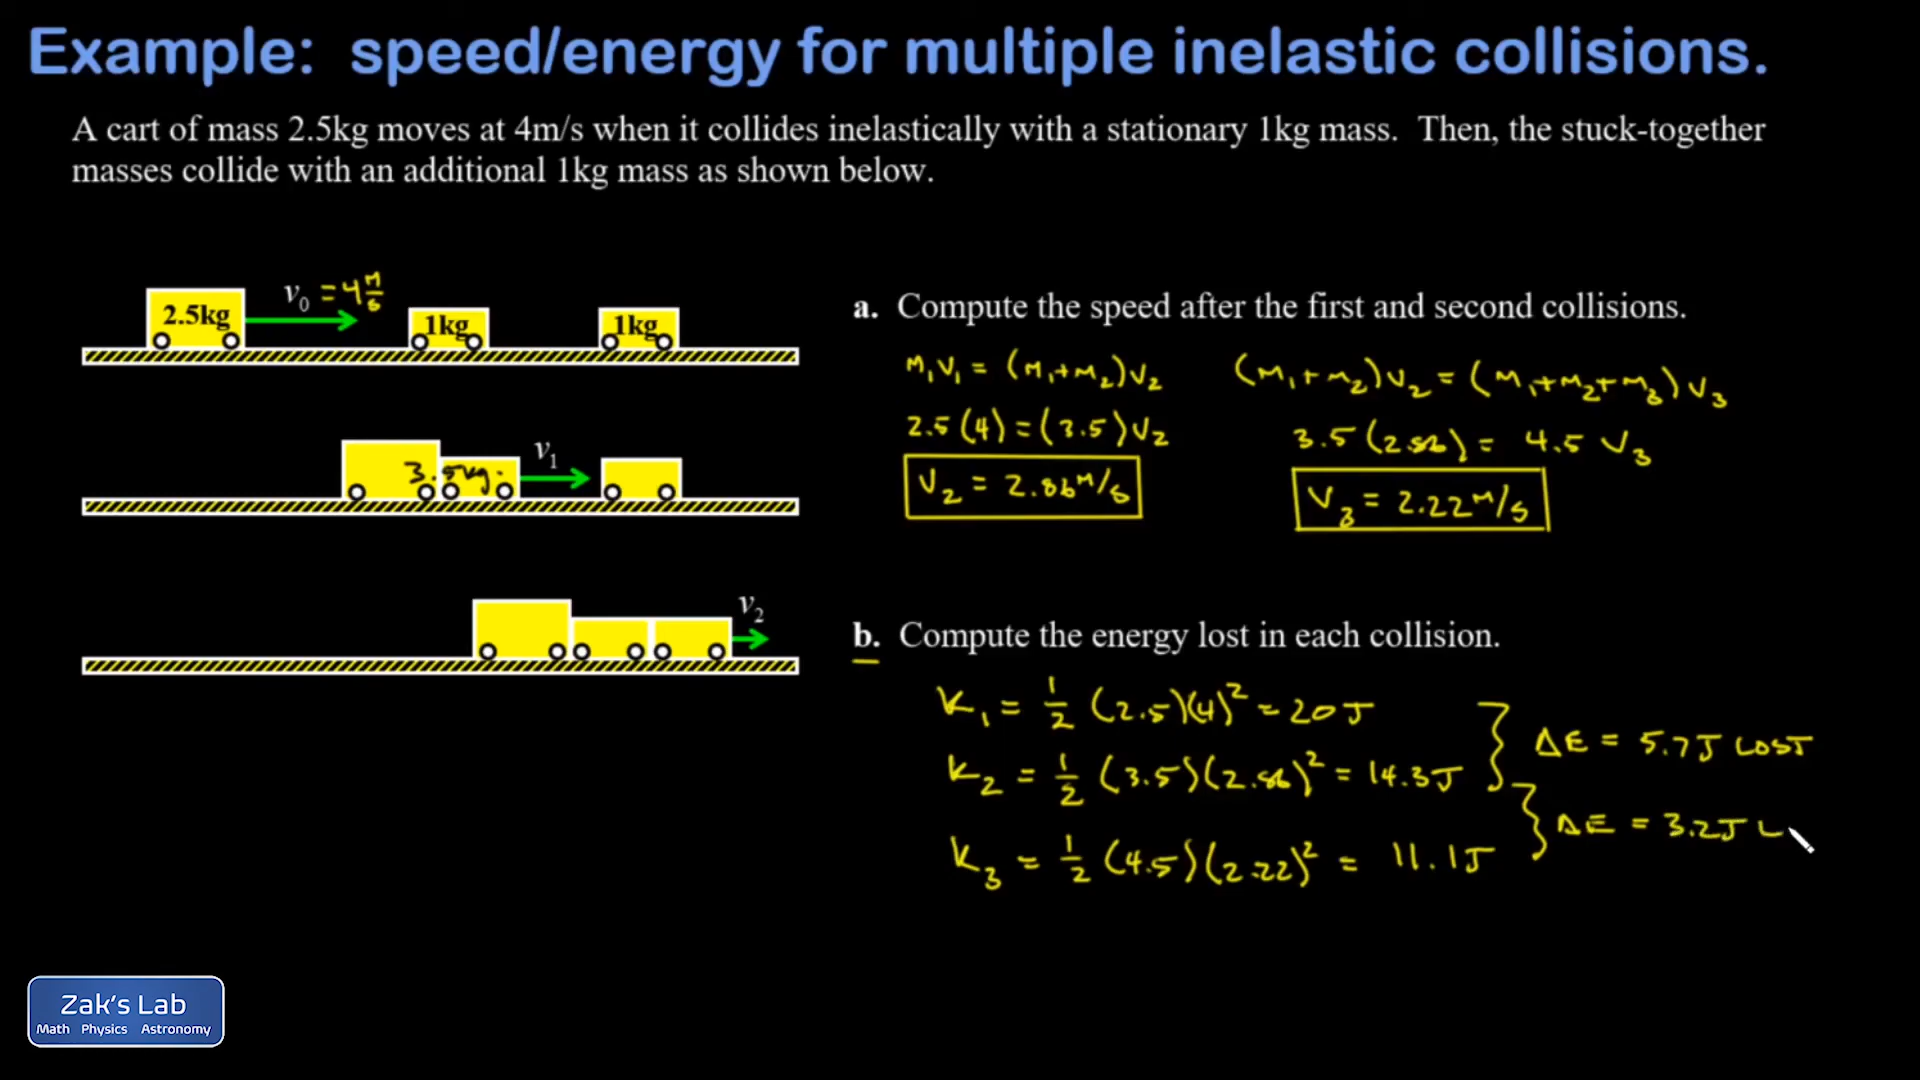 Example: speed/energy for multiple inelastic collisions.
A cart of mass 2.5kg moves at 4m/s when it collides inelastically with a stationary 1kg mass. Then, the stuck-together
masses collide with an additional 1kg mass as shown below.
v₀ = 4 m/s
2.5kg
1kg
1kg
3.5kg.
v₁
v₂
a. Compute the speed after the first and second collisions.
M₁V₁ = (M₁+M₂)V₂
2.5(4) = (3.5)V₂
V₂ = 2.86 M/s
(M₁+M₂)V₂ = (M₁+M₂+M₃)V₃
3.5(2.86) = 4.5 V₃
V₃ = 2.22 M/s
b. Compute the energy lost in each collision.
K₁ = 1/2 (2.5)(4)² = 20J
K₂ = 1/2 (3.5)(2.86)² = 14.3J
K₃ = 1/2 (4.5)(2.22)² = 11.1J
ΔE = 5.7J LOST
ΔE = 3.2J L
Zak's Lab
Math Physics Astronomy